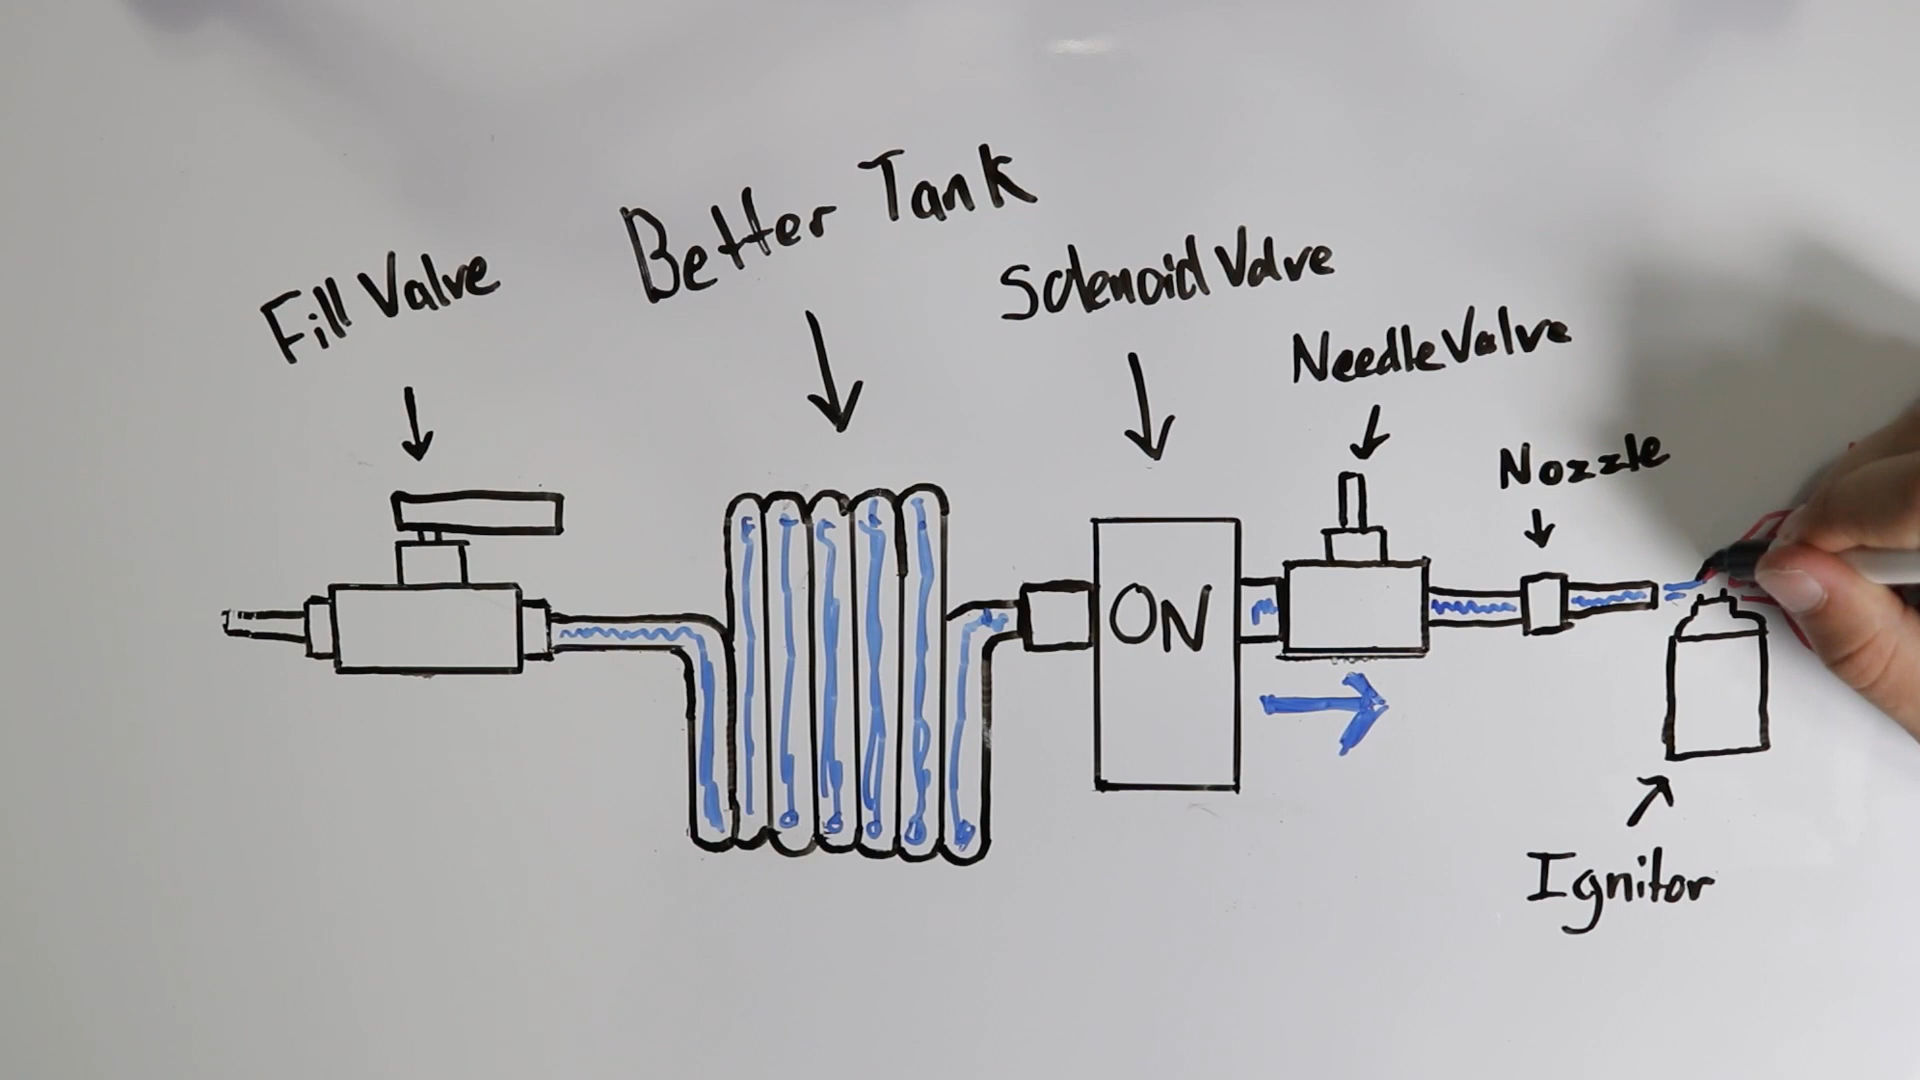 Fill Valve
Better Tank
Solenoid Valve
Needle Valve
Nozzle
ON
Ignitor